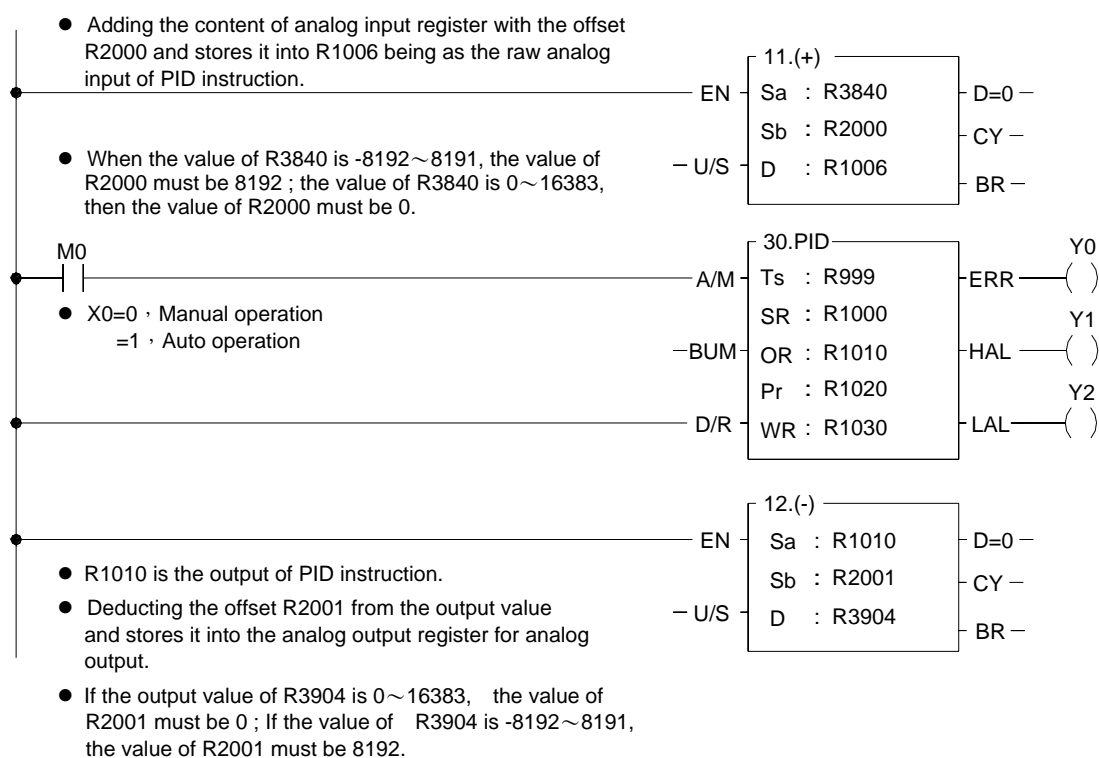 ● Adding the content of analog input register with the offset
R2000 and stores it into R1006 being as the raw analog
input of PID instruction.
11.(+)
EN Sa : R3840 D=0
Sb : R2000 CY
U/S D : R1006 BR
● When the value of R3840 is -8192～8191, the value of
R2000 must be 8192 ; the value of R3840 is 0～16383,
then the value of R2000 must be 0.
M0
30.PID
A/M Ts : R999 ERR Y0
SR : R1000
BUM OR : R1010 HAL Y1
Pr : R1020
D/R WR : R1030 LAL Y2
● X0=0，Manual operation
=1，Auto operation
12.(-)
EN Sa : R1010 D=0
Sb : R2001 CY
U/S D : R3904 BR
● R1010 is the output of PID instruction.
● Deducting the offset R2001 from the output value
and stores it into the analog output register for analog
output.
● If the output value of R3904 is 0～16383, the value of
R2001 must be 0 ; If the value of R3904 is -8192～8191,
the value of R2001 must be 8192.